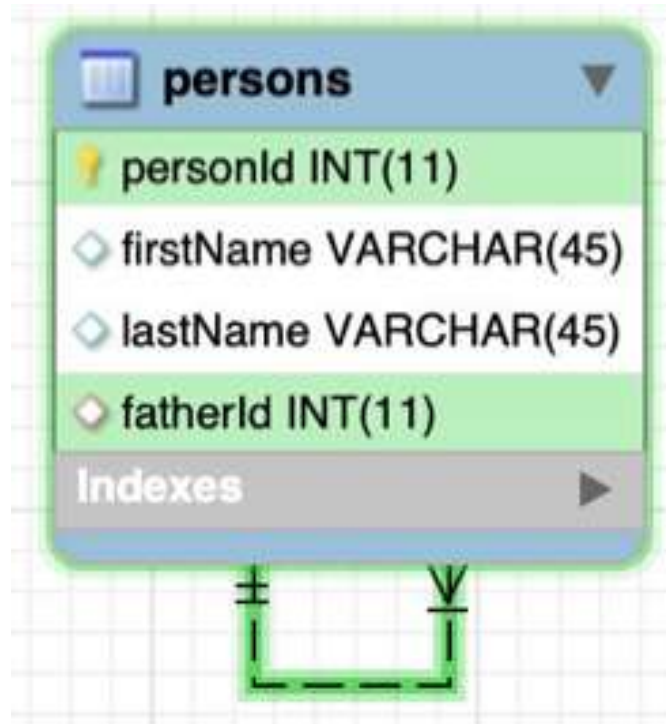 persons
personId INT(11)
firstName VARCHAR(45)
lastName VARCHAR(45)
fatherId INT(11)
Indexes